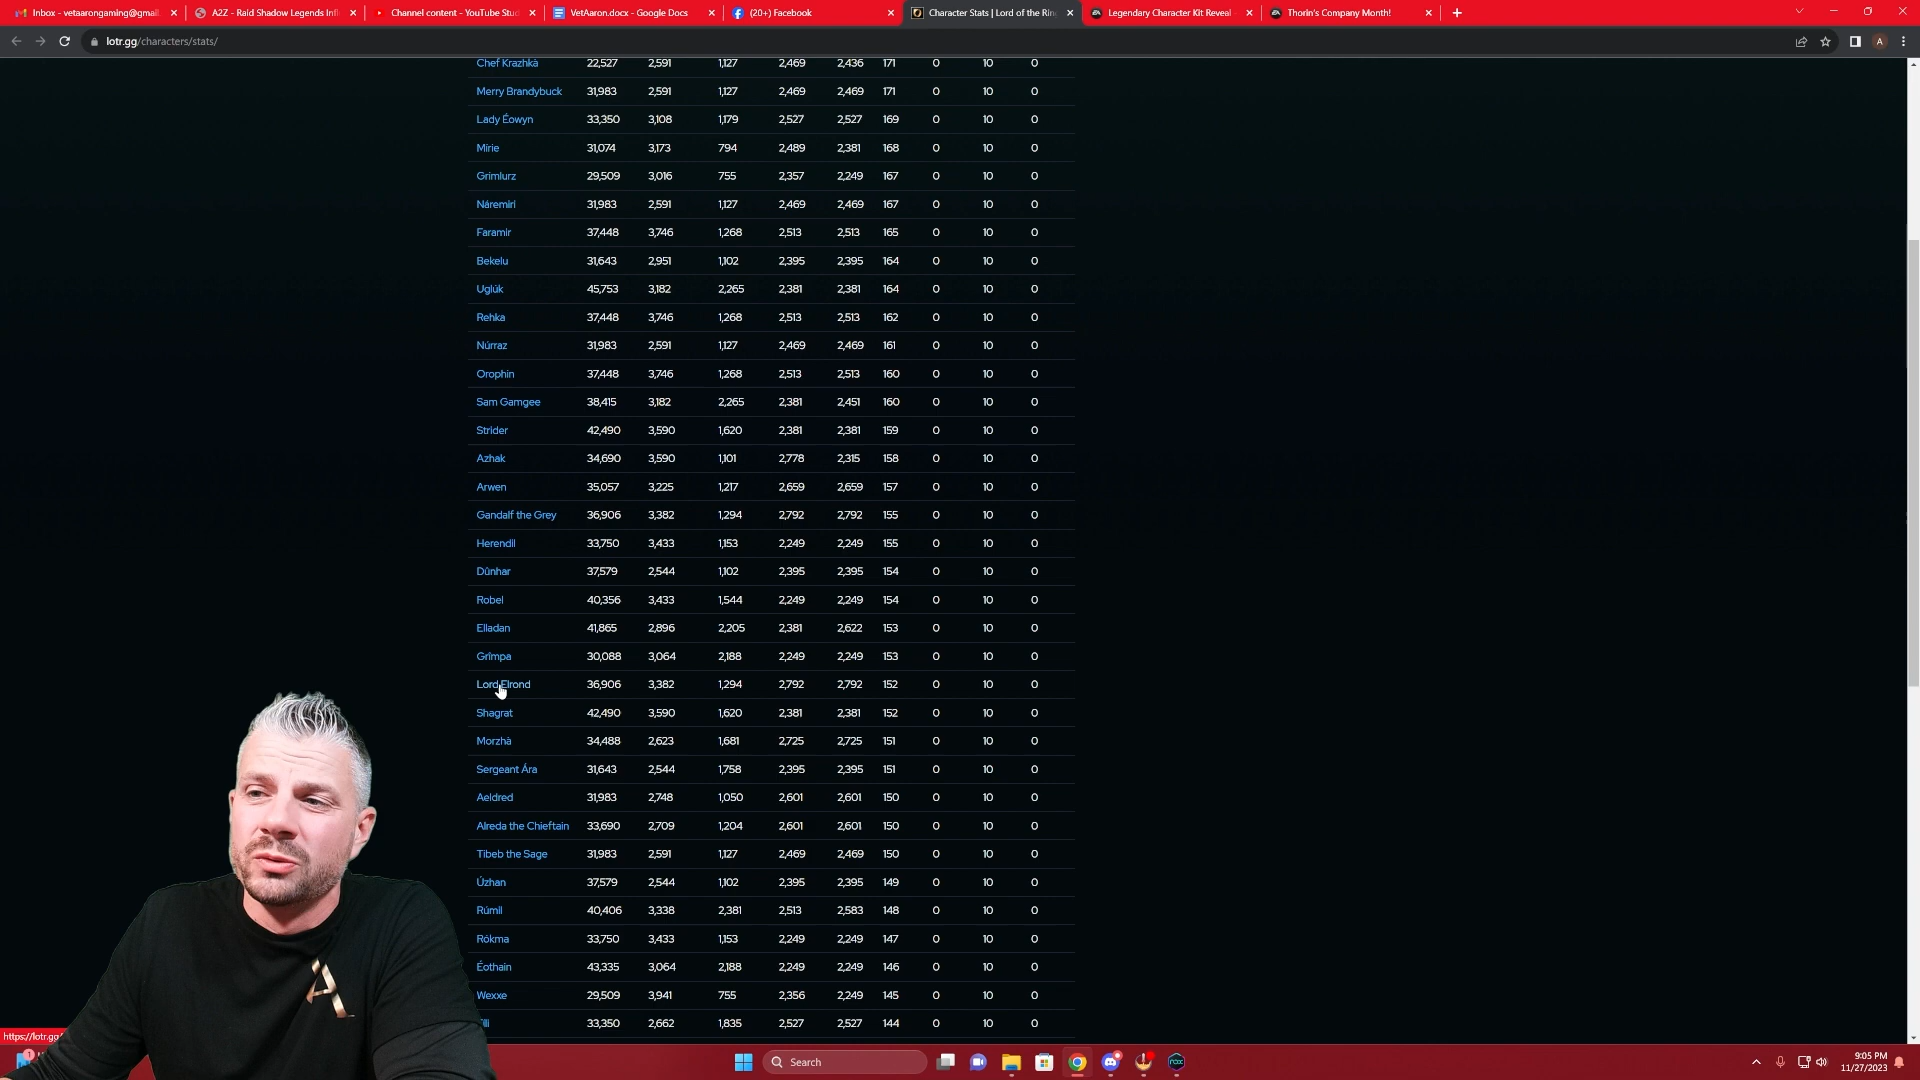 Inbox - vetaarongaming@gmail
A2Z - Raid Shadow Legends Infl
Channel content - YouTube Stud
VetAaron.docx - Google Docs
(20+) Facebook
Character Stats | Lord of the Rin
Legendary Character Kit Reveal
Thorin's Company Month!
lotr.gg/characters/stats/
A
Chef Krazhkà 22,527 2,591 1,127 2,469 2,436 171 0 10 0
Merry Brandybuck 31,983 2,591 1,127 2,469 2,469 171 0 10 0
Lady Éowyn 33,350 3,108 1,179 2,527 2,527 169 0 10 0
Mírie 31,074 3,173 794 2,489 2,381 168 0 10 0
Grimlurz 29,509 3,016 755 2,357 2,249 167 0 10 0
Náremírí 31,983 2,591 1,127 2,469 2,469 167 0 10 0
Faramir 37,448 3,746 1,268 2,513 2,513 165 0 10 0
Bekelu 31,643 2,951 1,102 2,395 2,395 164 0 10 0
Uglúk 45,753 3,182 2,265 2,381 2,381 164 0 10 0
Rehka 37,448 3,746 1,268 2,513 2,513 162 0 10 0
Núrraz 31,983 2,591 1,127 2,469 2,469 161 0 10 0
Orophin 37,448 3,746 1,268 2,513 2,513 160 0 10 0
Sam Gamgee 38,415 3,182 2,265 2,381 2,451 160 0 10 0
Strider 42,490 3,590 1,620 2,381 2,381 159 0 10 0
Azhak 34,690 3,590 1,101 2,778 2,315 158 0 10 0
Arwen 35,057 3,225 1,217 2,659 2,659 157 0 10 0
Gandalf the Grey 36,906 3,382 1,294 2,792 2,792 155 0 10 0
Herendil 33,750 3,433 1,153 2,249 2,249 155 0 10 0
Dûnhar 37,579 2,544 1,102 2,395 2,395 154 0 10 0
Robel 40,356 3,433 1,544 2,249 2,249 154 0 10 0
Elladan 41,865 2,896 2,205 2,381 2,622 153 0 10 0
Grîmpa 30,088 3,064 2,188 2,249 2,249 153 0 10 0
Lord Elrond 36,906 3,382 1,294 2,792 2,792 152 0 10 0
Shagrat 42,490 3,590 1,620 2,381 2,381 152 0 10 0
Morzhà 34,488 2,623 1,681 2,725 2,725 151 0 10 0
Sergeant Ára 31,643 2,544 1,758 2,395 2,395 151 0 10 0
Aeldred 31,983 2,748 1,050 2,601 2,601 150 0 10 0
Alreda the Chieftain 33,690 2,709 1,204 2,601 2,601 150 0 10 0
Tibeb the Sage 31,983 2,591 1,127 2,469 2,469 150 0 10 0
Úzhan 37,579 2,544 1,102 2,395 2,395 149 0 10 0
Rúmil 40,406 3,338 2,381 2,513 2,583 148 0 10 0
Rókma 33,750 3,433 1,153 2,249 2,249 147 0 10 0
Éothain 43,335 3,064 2,188 2,249 2,249 146 0 10 0
Wexxe 29,509 3,941 755 2,356 2,249 145 0 10 0
33,350 2,662 1,835 2,527 2,527 144 0 10 0
https://lotr.gg/
1
Search
9:05 PM
11/27/2023